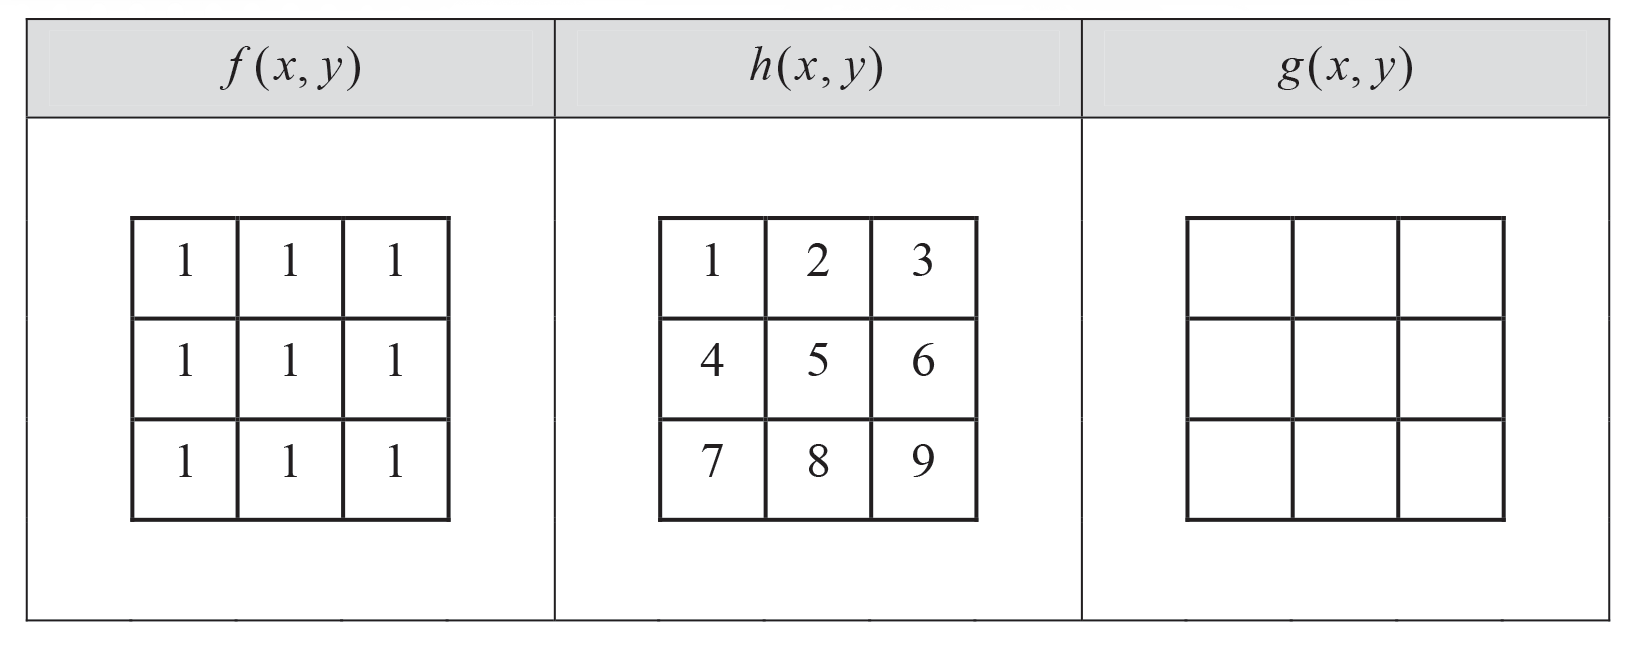 f(x, y) h(x, y) g(x, y)
1 1 1 1 2 3
1 1 1 4 5 6
1 1 1 7 8 9